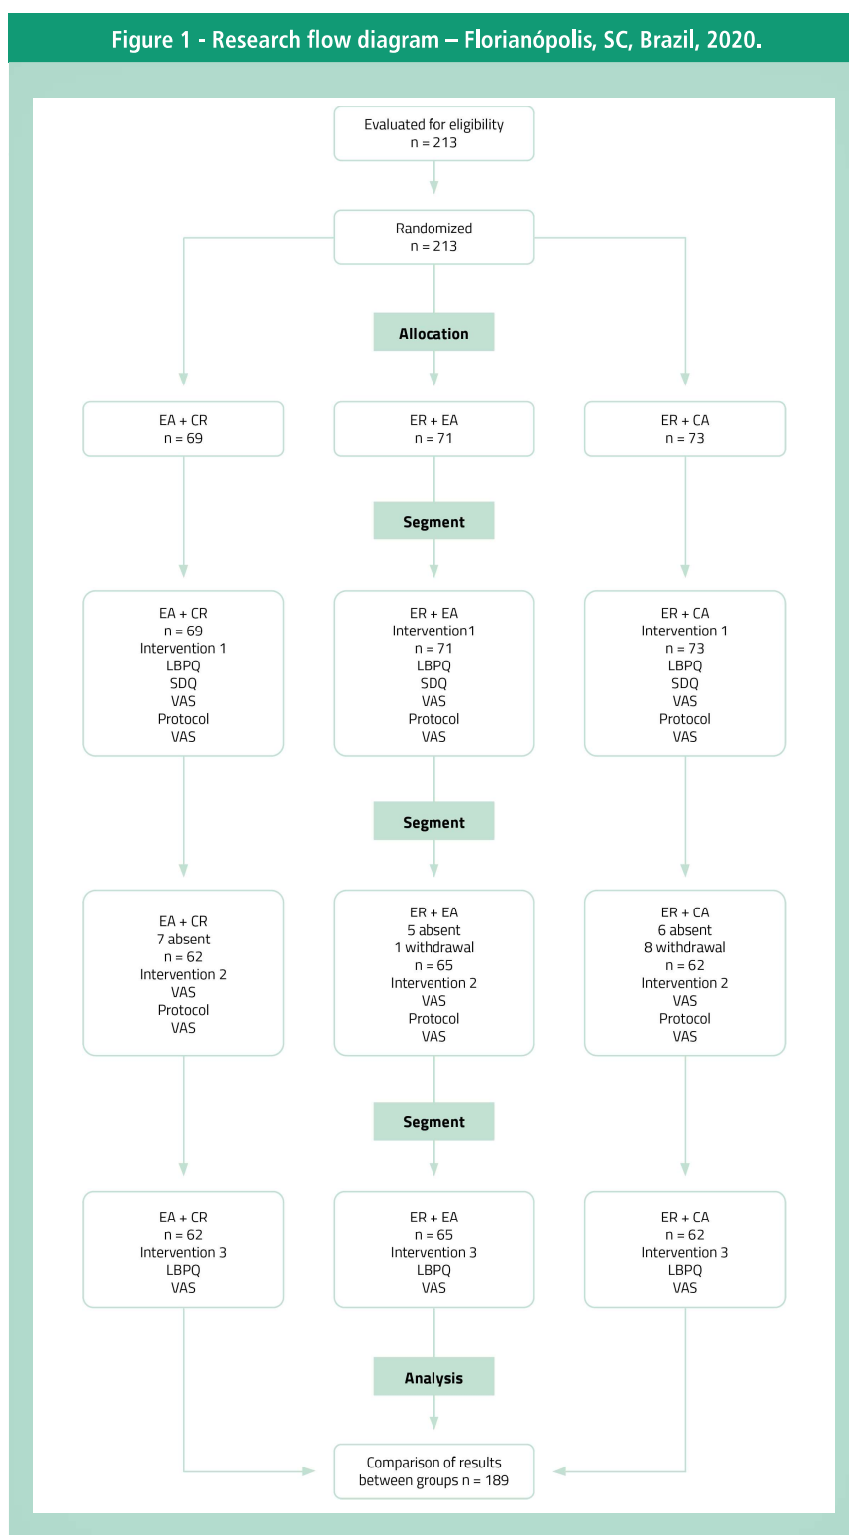 Figure 1 - Research flow diagram – Florianópolis, SC, Brazil, 2020.
Evaluated for eligibility
n = 213
Randomized
n = 213
Allocation
EA + CR
n = 69
ER + EA
n = 71
ER + CA
n = 73
Segment
EA + CR
n = 69
Intervention 1
LBPQ
SDQ
VAS
Protocol
VAS
ER + EA
Intervention1
n = 71
LBPQ
SDQ
VAS
Protocol
VAS
ER + CA
Intervention 1
n = 73
LBPQ
SDQ
VAS
Protocol
VAS
Segment
EA + CR
7 absent
n = 62
Intervention 2
VAS
Protocol
VAS
ER + EA
5 absent
1 withdrawal
n = 65
Intervention 2
VAS
Protocol
VAS
ER + CA
6 absent
8 withdrawal
n = 62
Intervention 2
VAS
Protocol
VAS
Segment
EA + CR
n = 62
Intervention 3
LBPQ
VAS
ER + EA
n = 65
Intervention 3
LBPQ
VAS
ER + CA
n = 62
Intervention 3
LBPQ
VAS
Analysis
Comparison of results
between groups n = 189